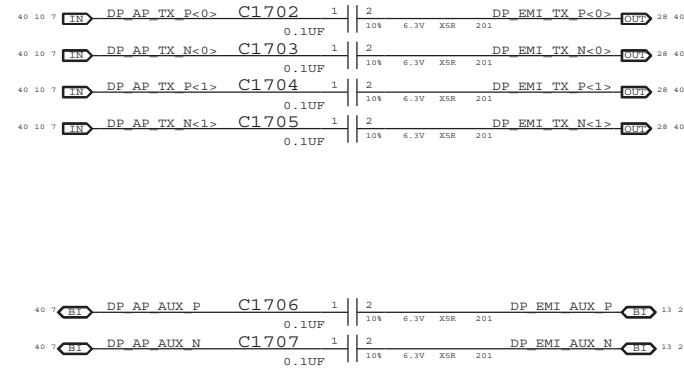 40 10 7 IN DP_AP_TX_P<0> C1702 1 2 DP_EMI_TX_P<0> OUT 28 40
0.1UF 10% 6.3V X5R 201
40 10 7 IN DP_AP_TX_N<0> C1703 1 2 DP_EMI_TX_N<0> OUT 28 40
0.1UF 10% 6.3V X5R 201
40 10 7 IN DP_AP_TX_P<1> C1704 1 2 DP_EMI_TX_P<1> OUT 28 40
0.1UF 10% 6.3V X5R 201
40 10 7 IN DP_AP_TX_N<1> C1705 1 2 DP_EMI_TX_N<1> OUT 28 40
0.1UF 10% 6.3V X5R 201
40 7 BI DP_AP_AUX_P C1706 1 2 DP_EMI_AUX_P BI 13 2
0.1UF 10% 6.3V X5R 201
40 7 BI DP_AP_AUX_N C1707 1 2 DP_EMI_AUX_N BI 13 2
0.1UF 10% 6.3V X5R 201